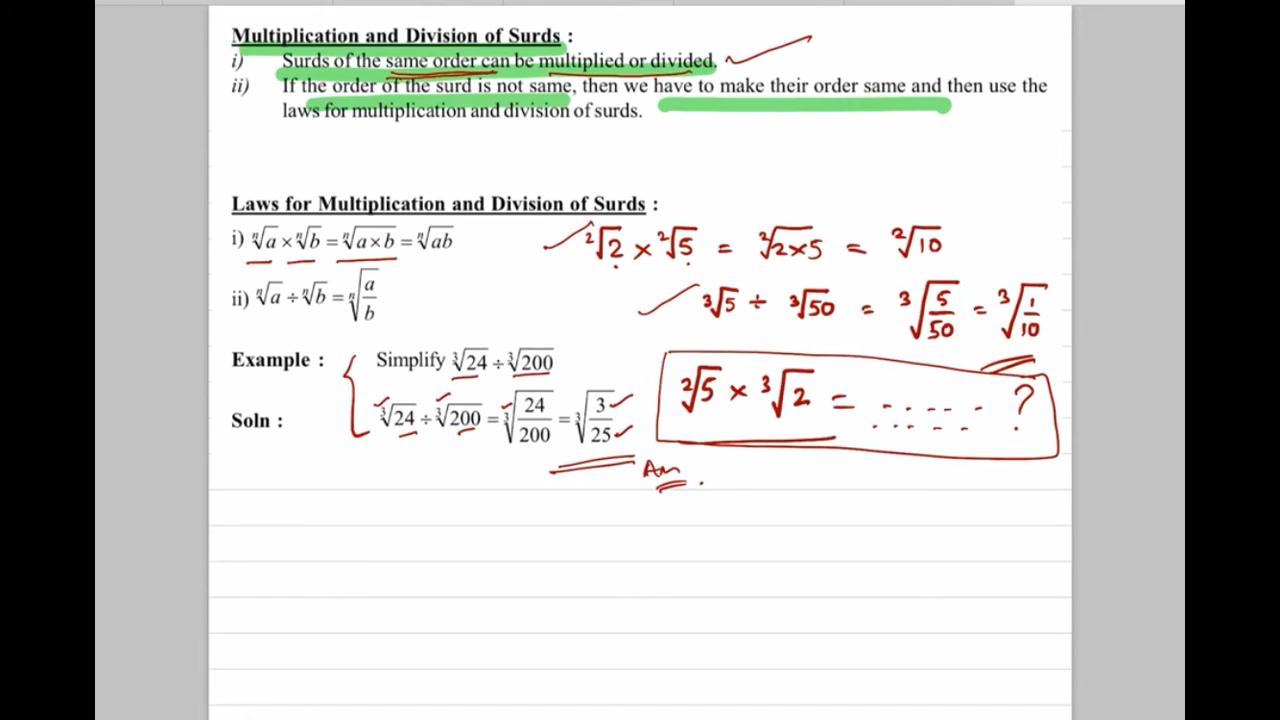 Multiplication and Division of Surds :
i) Surds of the same order can be multiplied or divided.
ii) If the order of the surd is not same, then we have to make their order same and then use the
laws for multiplication and division of surds.
Laws for Multiplication and Division of Surds :
i) ⁿ√a × ⁿ√b = ⁿ√(a × b) = ⁿ√(ab)
²√2 × ²√5 = ²√(2×5) = ²√10
ii) ⁿ√a ÷ ⁿ√b = ⁿ√(a/b)
³√5 ÷ ³√50 = ³√(5/50) = ³√(1/10)
Example : Simplify ³√24 ÷ ³√200
²√5 × ³√2 = ...... ?
Soln : ³√24 ÷ ³√200 = ³√(24/200) = ³√(3/25)
Ans.